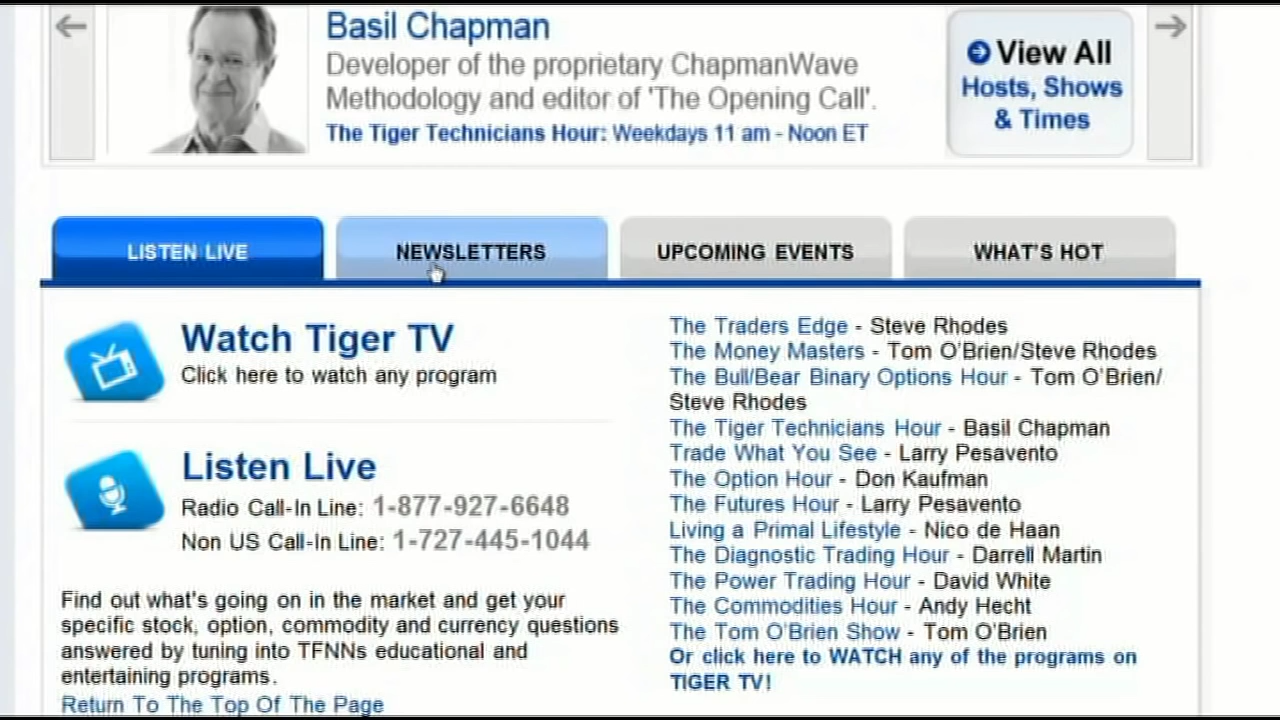 Basil Chapman
Developer of the proprietary ChapmanWave
Methodology and editor of 'The Opening Call'.
The Tiger Technicians Hour: Weekdays 11 am - Noon ET
View All
Hosts, Shows
& Times
LISTEN LIVE
NEWSLETTERS
UPCOMING EVENTS
WHAT'S HOT
Watch Tiger TV
Click here to watch any program
Listen Live
Radio Call-In Line: 1-877-927-6648
Non US Call-In Line: 1-727-445-1044
Find out what's going on in the market and get your
specific stock, option, commodity and currency questions
answered by tuning into TFNNs educational and
entertaining programs.
Return To The Top Of The Page
The Traders Edge - Steve Rhodes
The Money Masters - Tom O'Brien/Steve Rhodes
The Bull/Bear Binary Options Hour - Tom O'Brien/
Steve Rhodes
The Tiger Technicians Hour - Basil Chapman
Trade What You See - Larry Pesavento
The Option Hour - Don Kaufman
The Futures Hour - Larry Pesavento
Living a Primal Lifestyle - Nico de Haan
The Diagnostic Trading Hour - Darrell Martin
The Power Trading Hour - David White
The Commodities Hour - Andy Hecht
The Tom O'Brien Show - Tom O'Brien
Or click here to WATCH any of the programs on
TIGER TV!